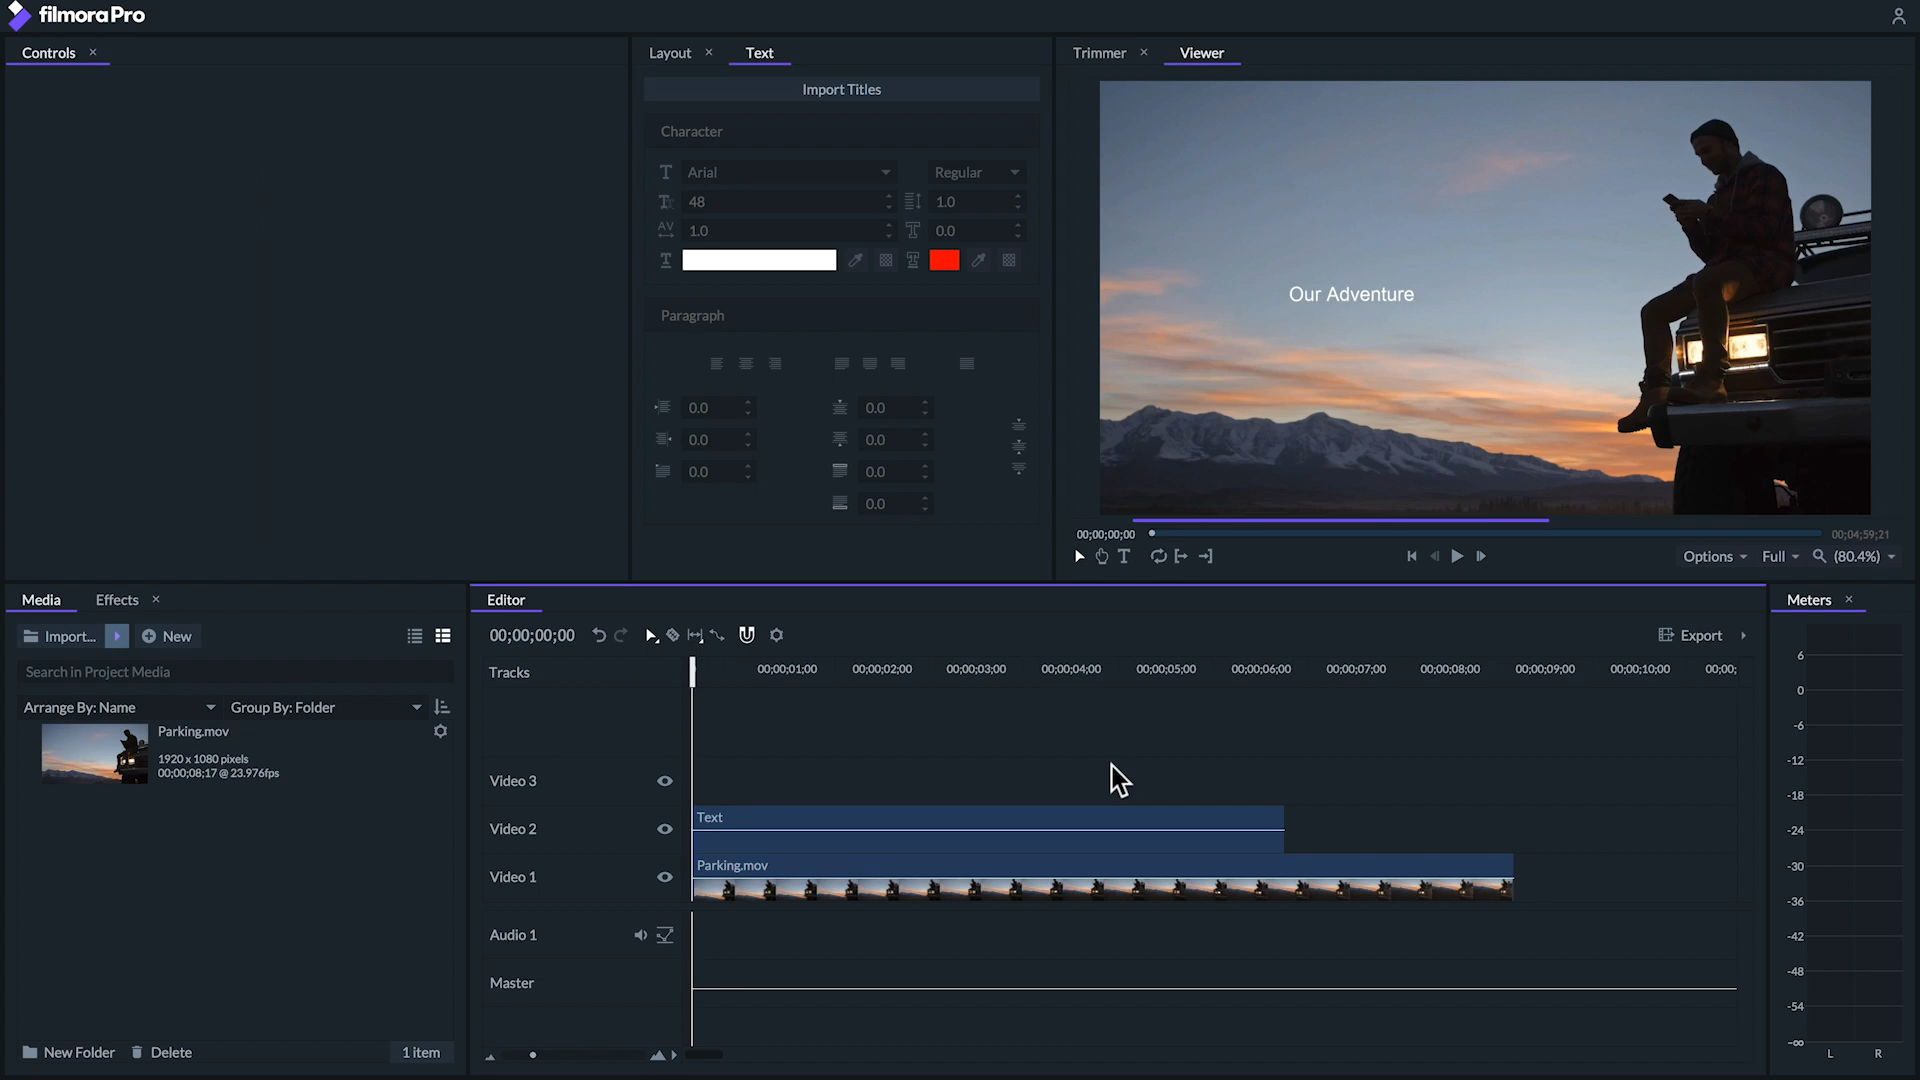 filmoraPro
Controls
Layout
Text
Import Titles
Character
Arial
Regular
48
1.0
1.0
0.0
Paragraph
0.0
0.0
0.0
0.0
0.0
0.0
0.0
Trimmer
Viewer
Our Adventure
00;00;00;00
00;04;59;21
Options
Full
(80.4%)
Media
Effects
Import...
New
Search in Project Media
Arrange By: Name
Group By: Folder
Parking.mov
1920 x 1080 pixels
00;00;08;17 @ 23.976fps
New Folder
Delete
1 item
Editor
00;00;00;00
Export
Tracks
00;00;01;00
00;00;02;00
00;00;03;00
00;00;04;00
00;00;05;00
00;00;06;00
00;00;07;00
00;00;08;00
00;00;09;00
00;00;10;00
00;00;
Video 3
Video 2
Text
Video 1
Parking.mov
Audio 1
Master
Meters
6
0
-6
-12
-18
-24
-30
-36
-42
-48
-54
-∞
L
R